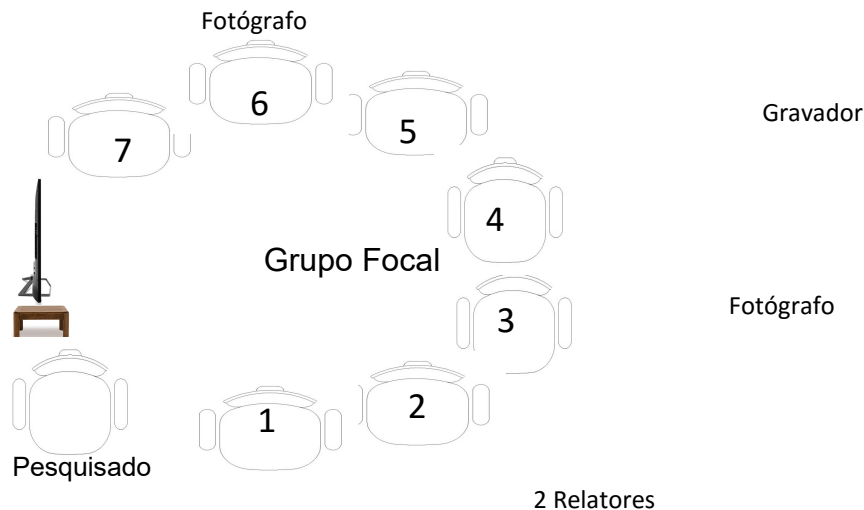 Fotógrafo
6
5
7
Gravador
4
Grupo Focal
3
Fotógrafo
1
2
Pesquisado
2 Relatores